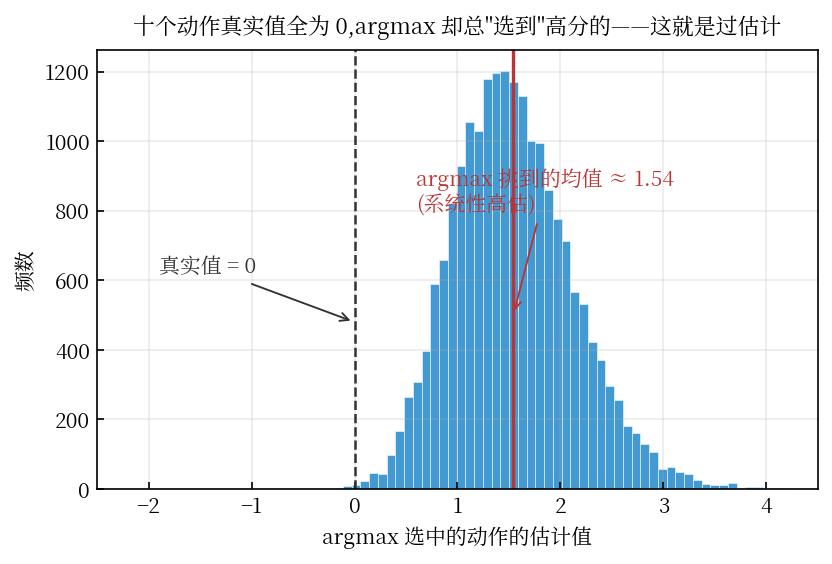 十个动作真实值全为 0,argmax 却总"选到"高分的——这就是过估计
1200
1000
800
600
400
200
0
频数
argmax 挑到的均值 ≈ 1.54
(系统性高估)
真实值 = 0
−2
−1
0
1
2
3
4
argmax 选中的动作的估计值